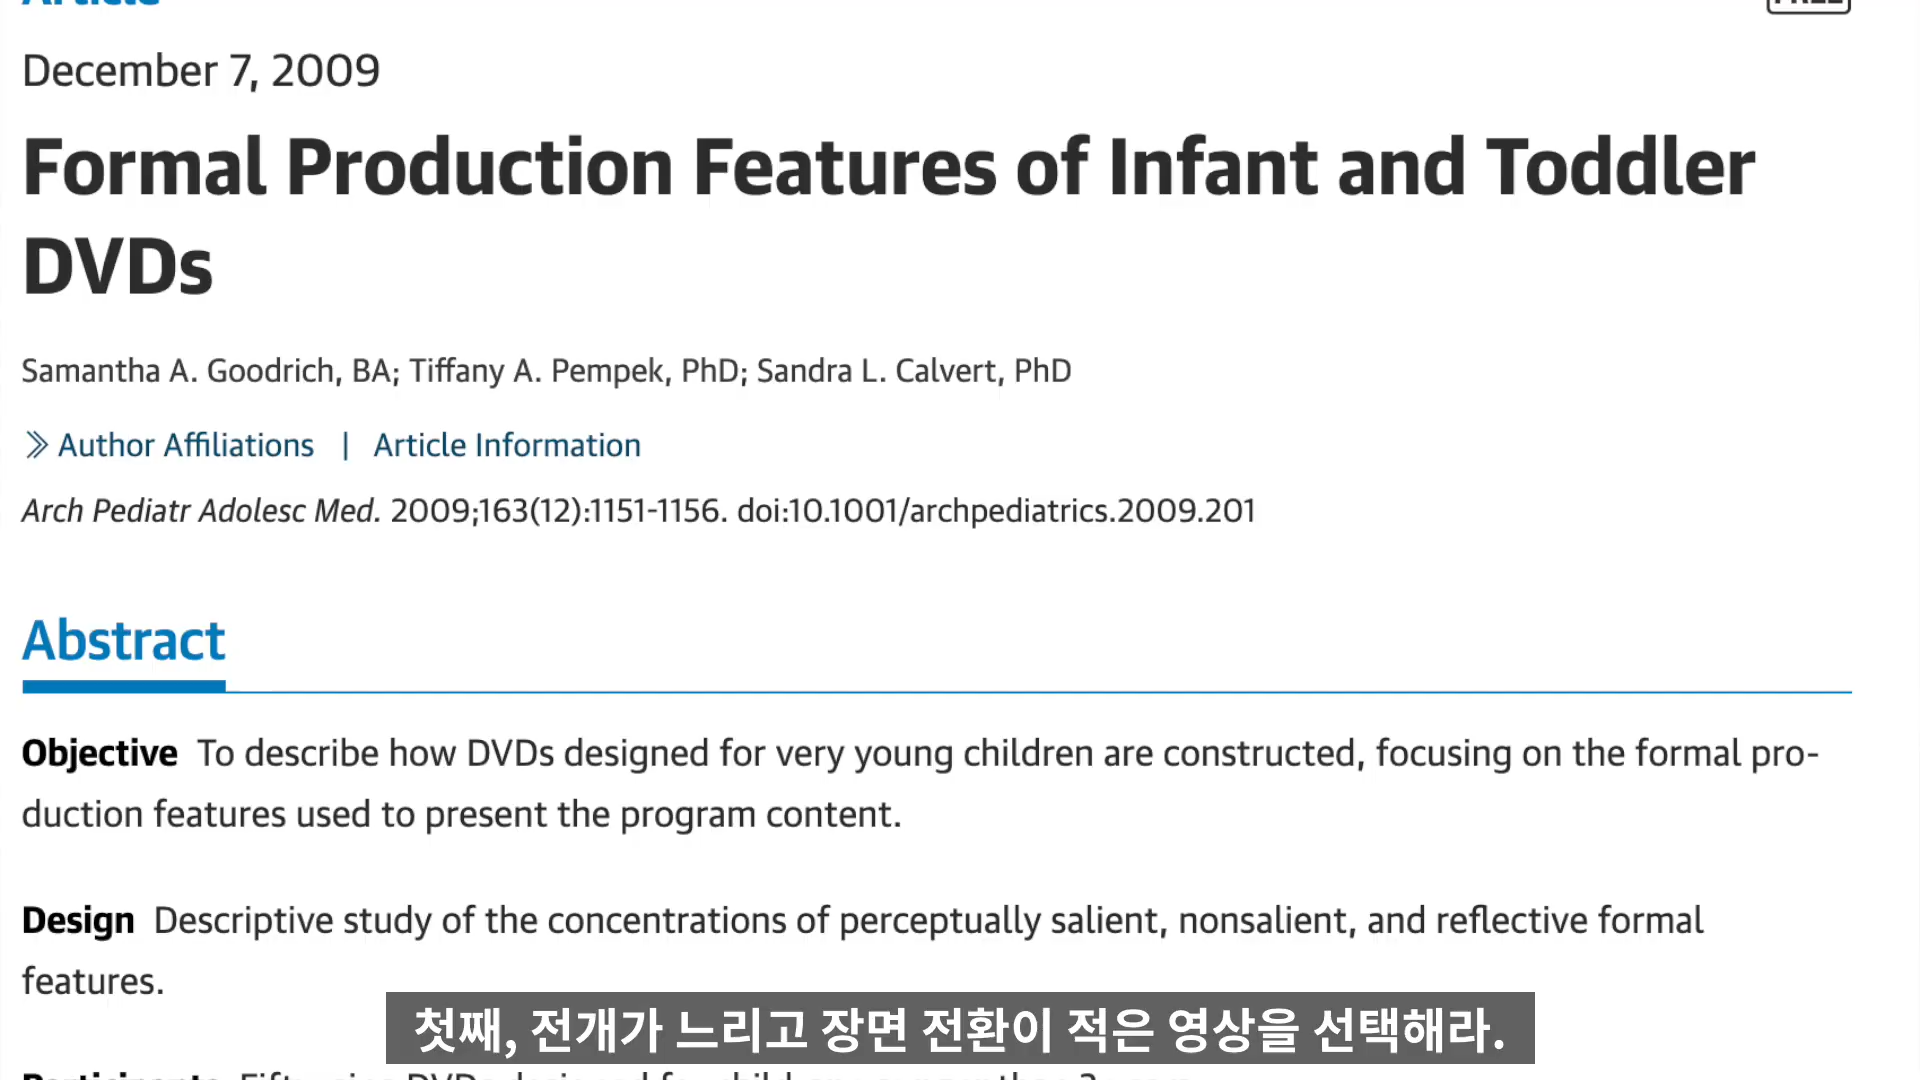 Article
FREE
December 7, 2009
Formal Production Features of Infant and Toddler
DVDs
Samantha A. Goodrich, BA; Tiffany A. Pempek, PhD; Sandra L. Calvert, PhD
Author Affiliations | Article Information
Arch Pediatr Adolesc Med. 2009;163(12):1151-1156. doi:10.1001/archpediatrics.2009.201
Abstract
Objective To describe how DVDs designed for very young children are constructed, focusing on the formal pro-
duction features used to present the program content.
Design Descriptive study of the concentrations of perceptually salient, nonsalient, and reflective formal
features.
첫째, 전개가 느리고 장면 전환이 적은 영상을 선택해라.